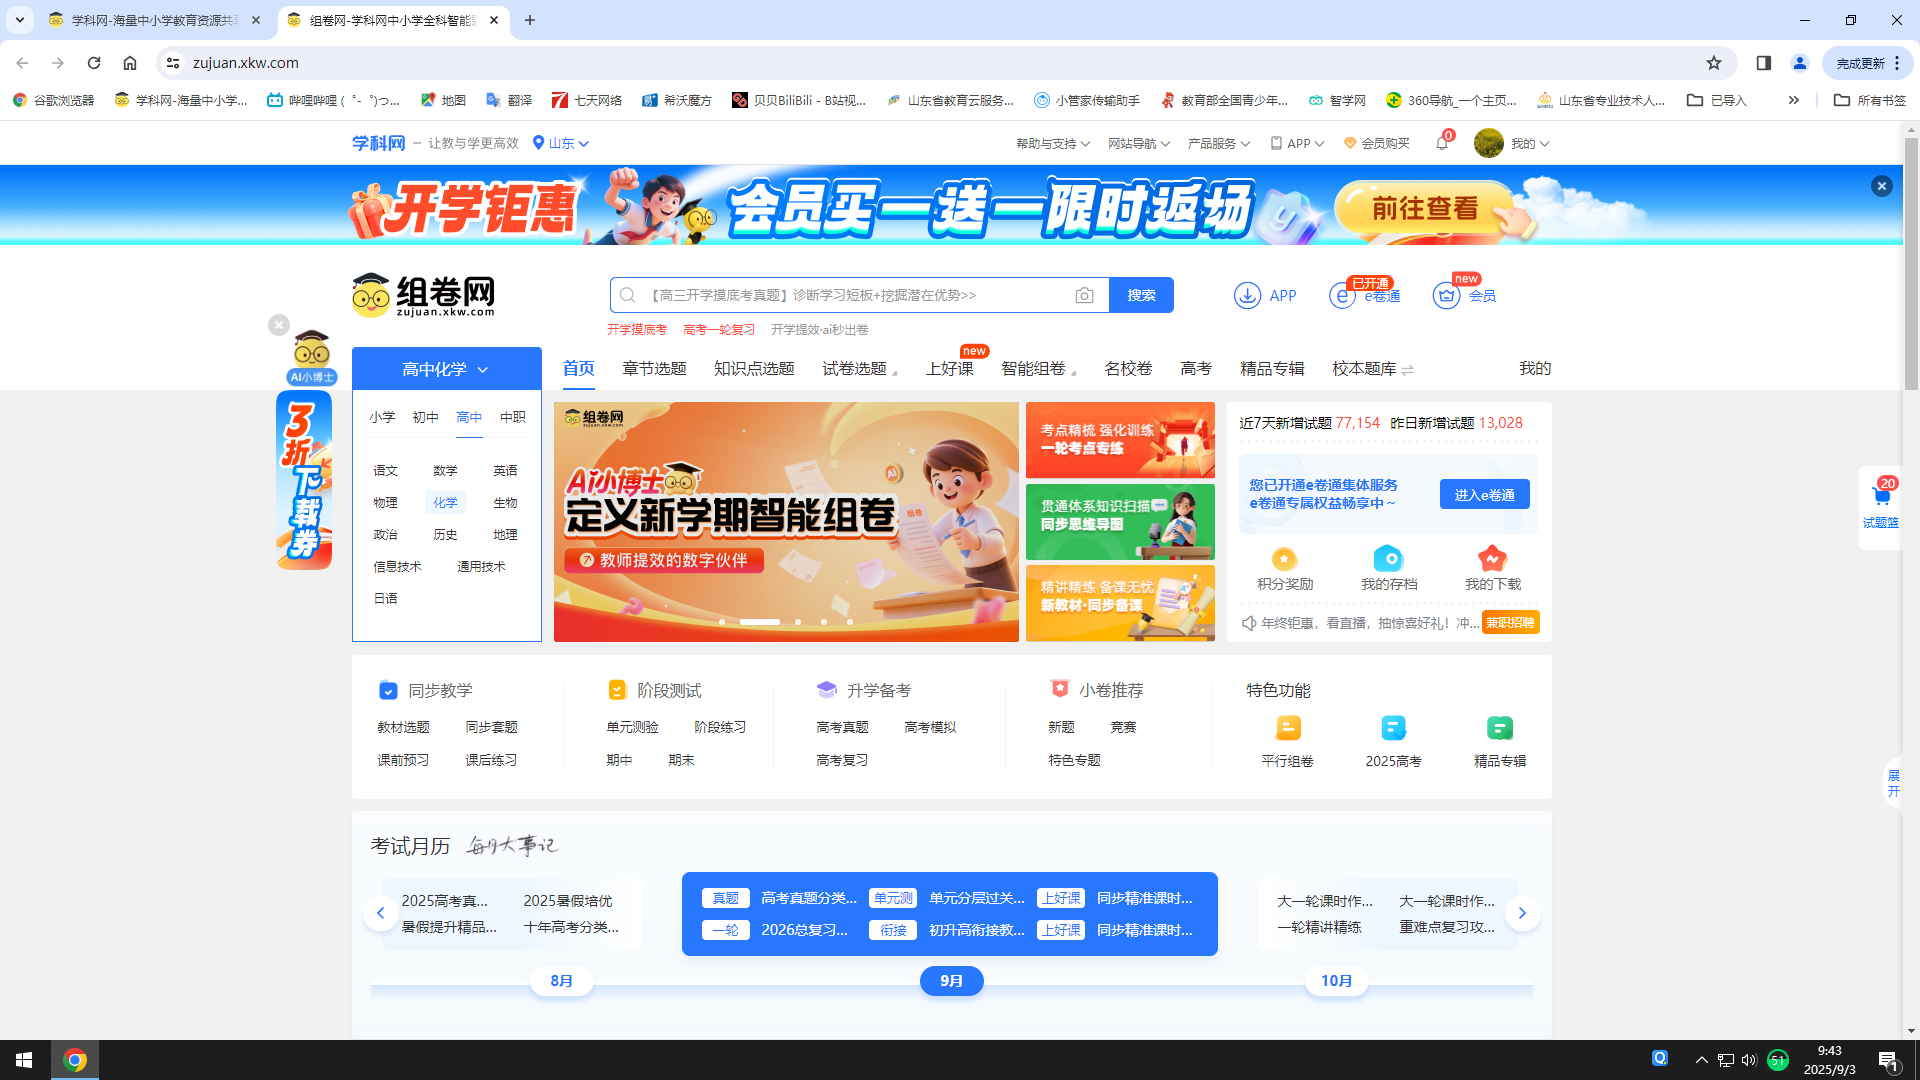 学科网-海量中小学教育资源共
组卷网-学科网中小学全科智能
zujuan.xkw.com
完成更新
谷歌浏览器
学科网-海量中小学...
哔哩哔哩 ( ゜- ゜)つ...
地图
翻译
七天网络
希沃魔方
贝贝BiliBili - B站视...
山东省教育云服务...
小管家传输助手
教育部全国青少年...
智学网
360导航_一个主页...
山东省专业技术人...
已导入
所有书签
学科网 – 让教与学更高效 山东
帮助与支持 网站导航 产品服务 APP 会员购买 0 我的
开学钜惠 会员买一送一限时返场 前往查看
组卷网
zujuan.xkw.com
【高三开学摸底考真题】诊断学习短板+挖掘潜在优势>> 搜索
APP 已开通 e卷通 new 会员
开学摸底考 高考一轮复习 开学提效·ai秒出卷
AI小博士
3折下载券
高中化学 首页 章节选题 知识点选题 试卷选题 上好课 new 智能组卷 名校卷 高考 精品专辑 校本题库 我的
小学 初中 高中 中职
语文 数学 英语
物理 化学 生物
政治 历史 地理
信息技术 通用技术
日语
组卷网
zujuan.xkw.com
Ai小博士
定义新学期智能组卷
教师提效的数字伙伴
Ai
组卷
考点精梳 强化训练
一轮考点专练
贯通体系知识扫描
同步思维导图
精讲精练 备课无忧
新教材·同步备课
近7天新增试题 77,154 昨日新增试题 13,028
您已开通e卷通集体服务
e卷通专属权益畅享中～
进入e卷通
积分奖励 我的存档 我的下载
年终钜惠，看直播，抽惊喜好礼！冲... 兼职招聘
20
试题篮
展开
同步教学
教材选题 同步套题
课前预习 课后练习
阶段测试
单元测验 阶段练习
期中 期末
升学备考
高考真题 高考模拟
高考复习
小卷推荐
新题 竞赛
特色专题
特色功能
平行组卷 2025高考 精品专辑
考试月历 每月大事记
2025高考真... 2025暑假培优
暑假提升精品... 十年高考分类...
真题 高考真题分类... 单元测 单元分层过关... 上好课 同步精准课时...
一轮 2026总复习... 衔接 初升高衔接教... 上好课 同步精准课时...
大一轮课时作... 大一轮课时作...
一轮精讲精练 重难点复习攻...
8月 9月 10月
51
9:43
2025/9/3
1